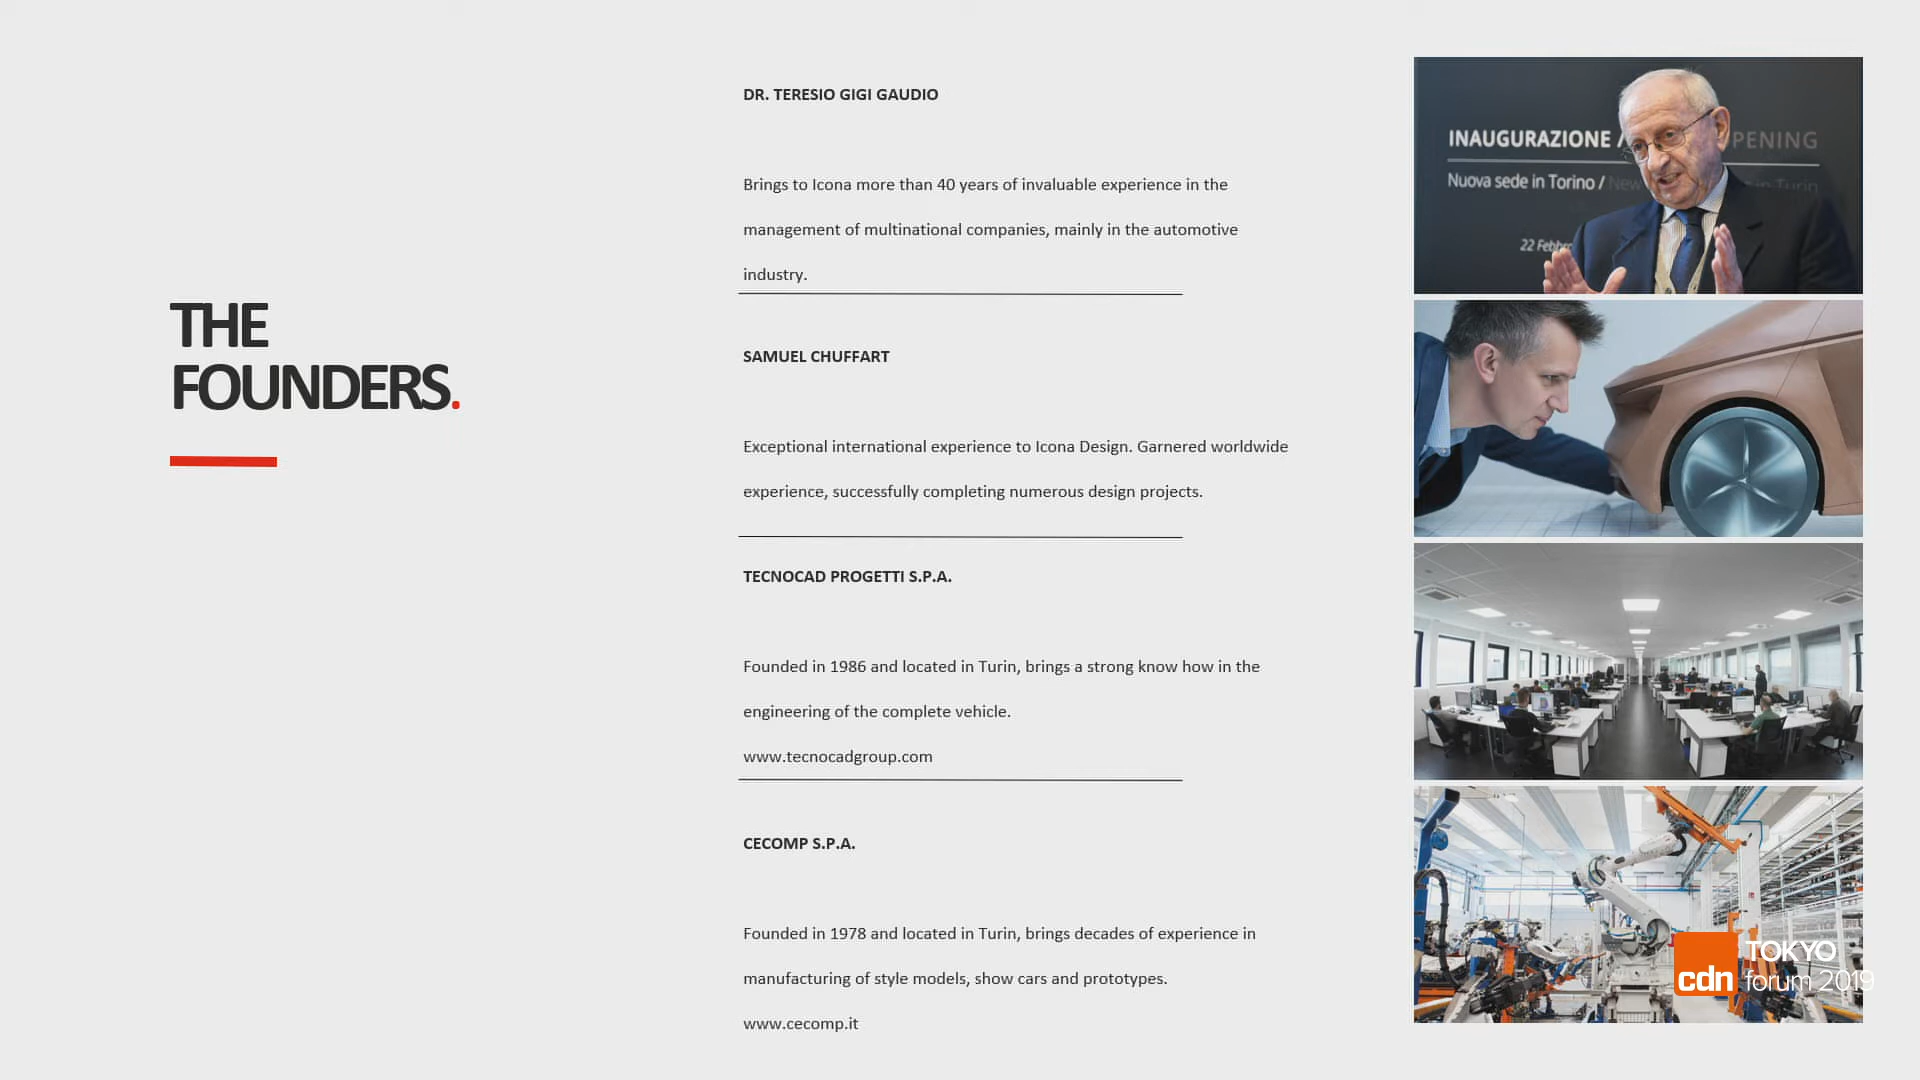 THE
FOUNDERS.
DR. TERESIO GIGI GAUDIO
Brings to Icona more than 40 years of invaluable experience in the
management of multinational companies, mainly in the automotive
industry.
SAMUEL CHUFFART
Exceptional international experience to Icona Design. Garnered worldwide
experience, successfully completing numerous design projects.
TECNOCAD PROGETTI S.P.A.
Founded in 1986 and located in Turin, brings a strong know how in the
engineering of the complete vehicle.
www.tecnocadgroup.com
CECOMP S.P.A.
Founded in 1978 and located in Turin, brings decades of experience in
manufacturing of style models, show cars and prototypes.
www.cecomp.it
INAUGURAZIONE /
Nuova sede in Torino / New in Turin
22
cdn TOKYO
forum 2019